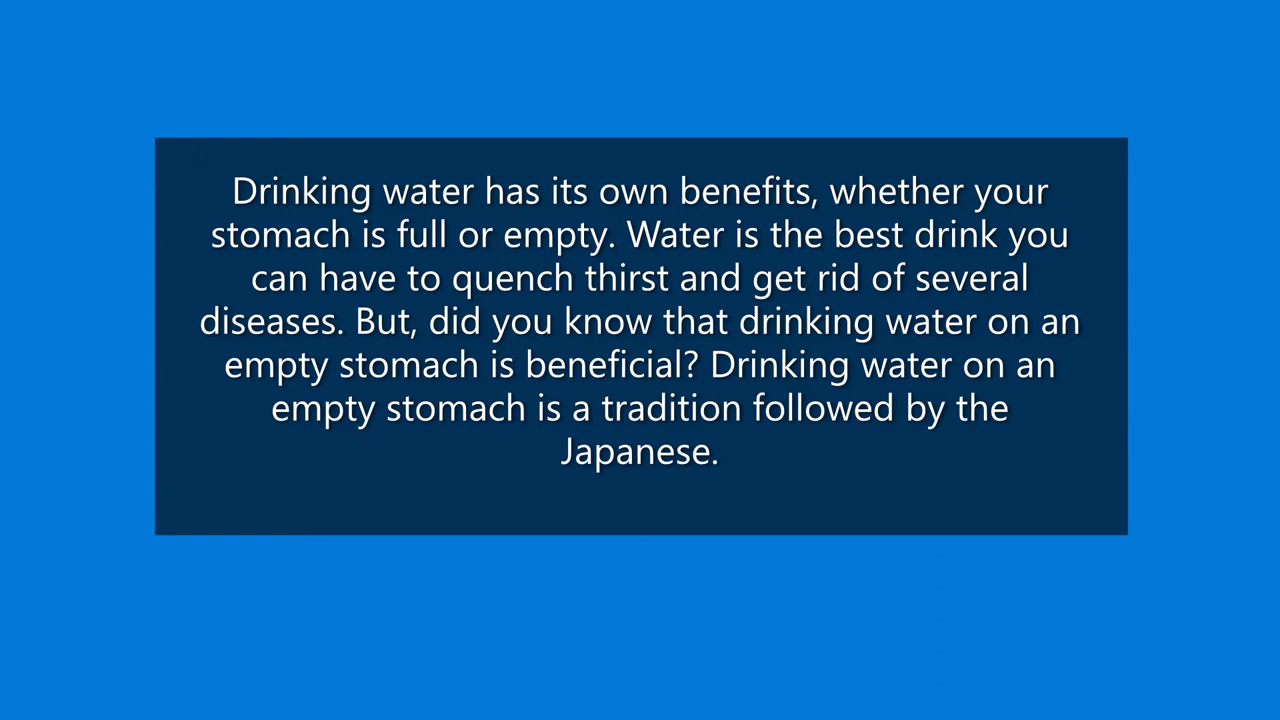 Drinking water has its own benefits, whether your
stomach is full or empty. Water is the best drink you
can have to quench thirst and get rid of several
diseases. But, did you know that drinking water on an
empty stomach is beneficial? Drinking water on an
empty stomach is a tradition followed by the
Japanese.